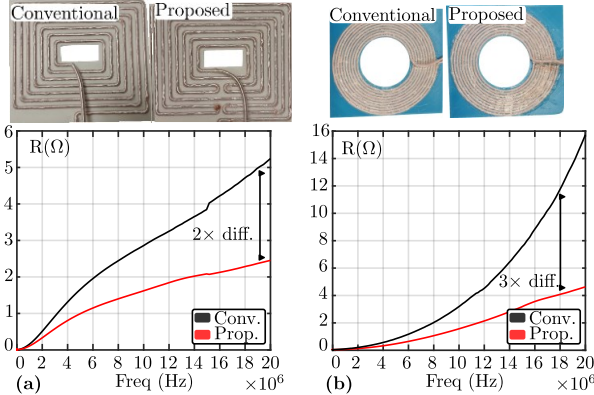 Conventional
Proposed
Conventional
Proposed
6
5
4
3
2
1
0
R(Ω)
2× diff.
Conv.
Prop.
0 2 4 6 8 10 12 14 16 18 20
(a)
Freq (Hz)
×10⁶
16
14
12
10
8
6
4
2
0
R(Ω)
3× diff.
Conv.
Prop.
0 2 4 6 8 10 12 14 16 18 20
(b)
Freq (Hz)
×10⁶